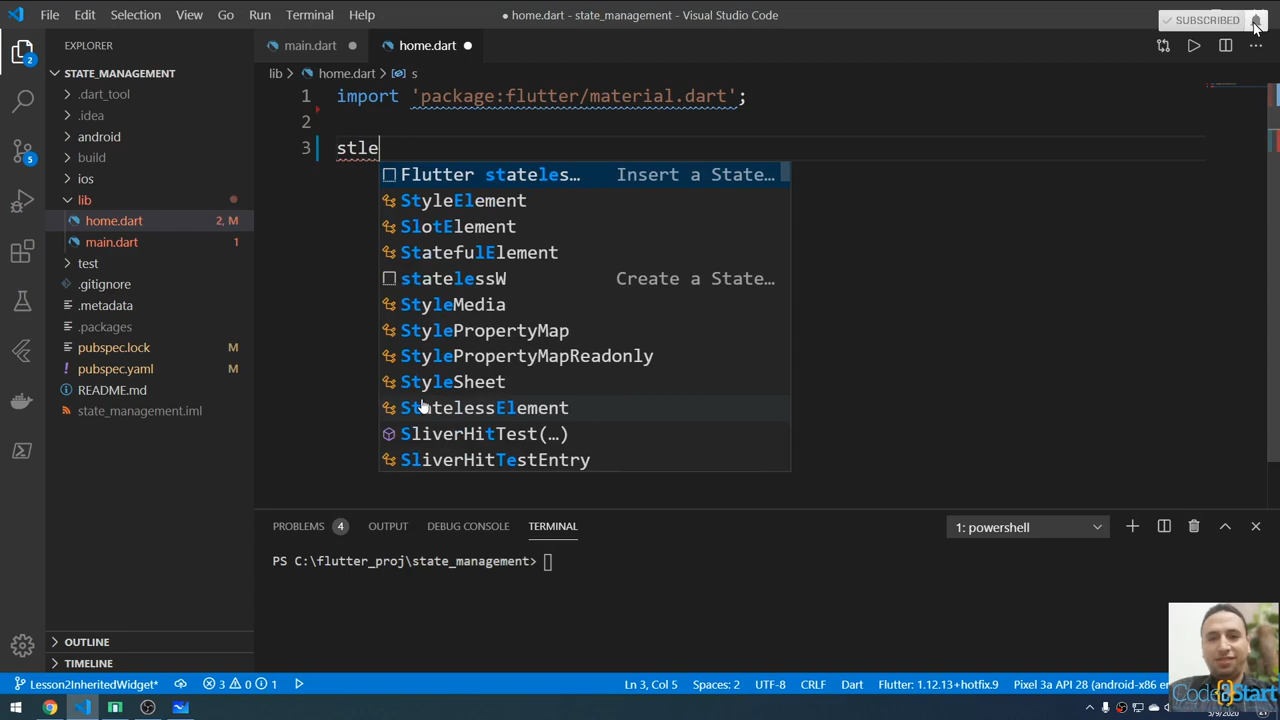 File Edit Selection View Go Run Terminal Help
● home.dart - state_management - Visual Studio Code
SUBSCRIBED
EXPLORER
main.dart
home.dart
STATE_MANAGEMENT
.dart_tool
.idea
android
build
ios
lib
home.dart 2, M
main.dart 1
test
.gitignore
.metadata
.packages
pubspec.lock M
pubspec.yaml M
README.md
state_management.iml
OUTLINE
TIMELINE
2
5
lib > home.dart > s
1 import 'package:flutter/material.dart';
2
3 stle
Flutter stateles… Insert a State…
StyleElement
SlotElement
StatefulElement
statelessW Create a State…
StyleMedia
StylePropertyMap
StylePropertyMapReadonly
StyleSheet
StatelessElement
SliverHitTest(…)
SliverHitTestEntry
PROBLEMS 4 OUTPUT DEBUG CONSOLE TERMINAL
1: powershell
PS C:\flutter_proj\state_management>
Code{}Start
Lesson2InheritedWidget* 3 0 1
Ln 3, Col 5 Spaces: 2 UTF-8 CRLF Dart Flutter: 1.12.13+hotfix.9 Pixel 3a API 28 (android-x86